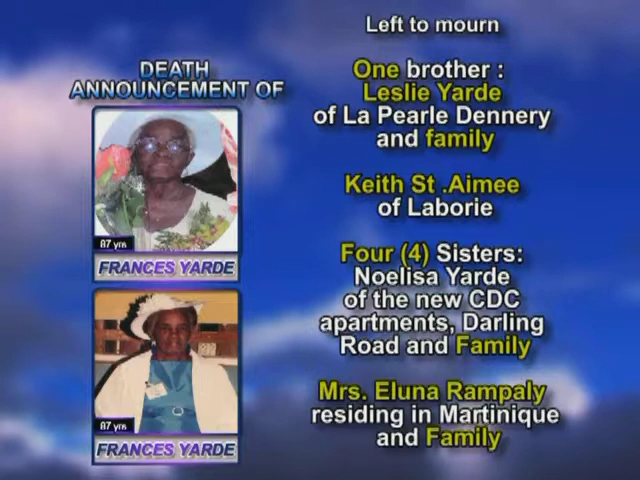 DEATH
ANNOUNCEMENT OF
87 yrs
FRANCES YARDE
87 yrs
FRANCES YARDE
Left to mourn
One brother :
Leslie Yarde
of La Pearle Dennery
and family
Keith St .Aimee
of Laborie
Four (4) Sisters:
Noelisa Yarde
of the new CDC
apartments, Darling
Road and Family
Mrs. Eluna Rampaly
residing in Martinique
and Family